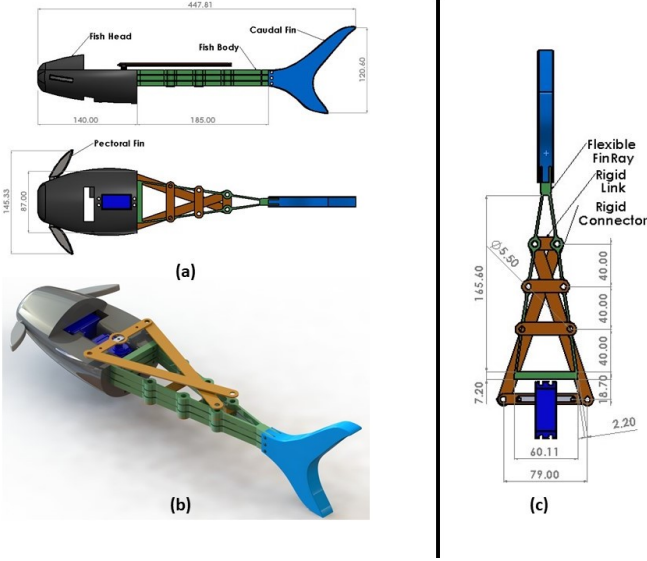 447.81
Fish Head
Caudal Fin
Fish Body
120.60
140.00
185.00
Pectoral Fin
145.33
87.00
(a)
(b)
Flexible
FinRay
Rigid
Link
Rigid
Connector
Ø5.50
165.60
40.00
40.00
40.00
18.70
7.20
2.20
60.11
79.00
(c)